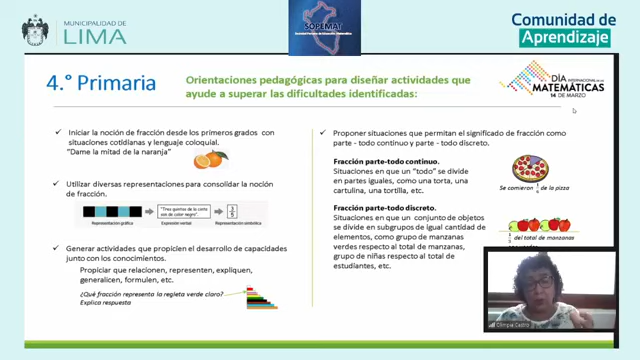 MUNICIPALIDAD DE
LIMA
SOPEMAT
Comunidad de
Aprendizaje
4.° Primaria
Orientaciones pedagógicas para diseñar actividades que
ayude a superar las dificultades identificadas:
DÍA
INTERNACIONAL DE LAS
MATEMÁTICAS
14 DE MARZO
✓ Iniciar la noción de fracción desde los primeros grados con
situaciones cotidianas y lenguaje coloquial.
"Dame la mitad de la naranja"
✓ Utilizar diversas representaciones para consolidar la noción
de fracción.
"Tres quintos de la cinta
son de color negro"
3/5
Representación gráfica
Expresión verbal
Representación simbólica
✓ Generar actividades que propicien el desarrollo de capacidades
junto con los conocimientos.
Propiciar que relacionen, representen, expliquen,
generalicen, formulen, etc.
¿Qué fracción representa la regleta verde claro?
Explica respuesta
✓ Proponer situaciones que permitan el significado de fracción como
parte - todo continuo y parte - todo discreto.
Fracción parte-todo continuo.
Situaciones en que un "todo" se divide
en partes iguales, como una torta, una
cartulina, una tortilla, etc.
Se comieron
de la pizza
Fracción parte-todo discreto.
Situaciones en que un conjunto de objetos
se divide en subgrupos de igual cantidad de
elementos, como grupo de manzanas
verdes respecto al total de manzanas,
grupo de niñas respecto al total de
estudiantes, etc.
del total de manzanas
Olimpia Castro